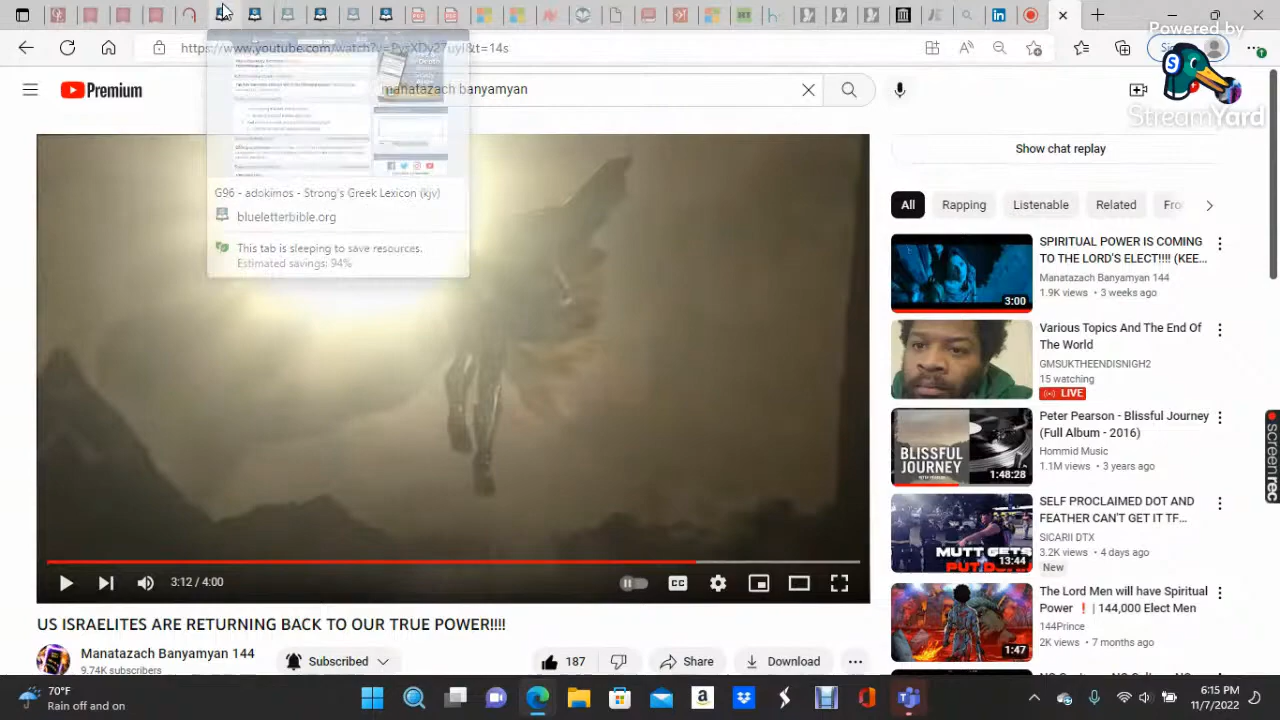 Powered by
StreamYard
https://www.youtube.com/watch?v=
&t=14s
Premium
banyamyan
G96 - adokimos - Strong's Greek Lexicon (kjv)
blueletterbible.org
This tab is sleeping to save resources.
Estimated savings: 94%
Show chat replay
All
Rapping
Listenable
Related
Fro
SPIRITUAL POWER IS COMING
TO THE LORD'S ELECT!!!! (KEE...
Manatazach Banyamyan 144
1.9K views • 3 weeks ago
3:00
Various Topics And The End Of
The World
GMSUKTHEENDISNIGH2
15 watching
LIVE
Peter Pearson - Blissful Journey
(Full Album - 2016)
Hommid Music
1.1M views • 3 years ago
BLISSFUL
JOURNEY
PETER PEARSON
1:48:28
SELF PROCLAIMED DOT AND
FEATHER CAN'T GET IT TF...
SICARII DTX
3.2K views • 4 days ago
New
MUTT GETS
PUT
13:44
The Lord Men will have Spiritual
Power ❗ | 144,000 Elect Men
144Prince
2K views • 7 months ago
1:47
screenrec
3:12 / 4:00
CC
US ISRAELITES ARE RETURNING BACK TO OUR TRUE POWER!!!!
Manatazach Banyamyan 144
9.74K subscribers
Subscribed
187
Share
Download
70°F
Rain off and on
6:15 PM
11/7/2022